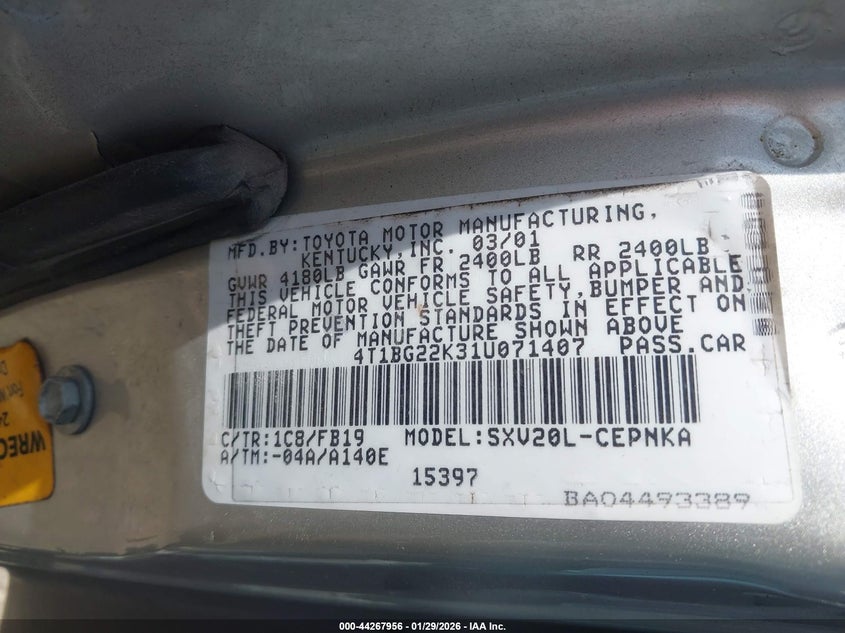 MFD.BY:TOYOTA MOTOR MANUFACTURING,
KENTUCKY,INC. 03/01
GVWR 4180LB GAWR FR 2400LB RR 2400LB
THIS VEHICLE CONFORMS TO ALL APPLICABLE
FEDERAL MOTOR VEHICLE SAFETY,BUMPER AND
THEFT PREVENTION STANDARDS IN EFFECT ON
THE DATE OF MANUFACTURE SHOWN ABOVE
4T1BG22K31U071407 PASS.CAR
C/TR:1C8/FB19 MODEL:SXV20L-CEPNKA
A/TM:-04A/A140E
15397
BA04493389
WREC
24
000-44267956 | 01/29/2026 - IAA Inc.